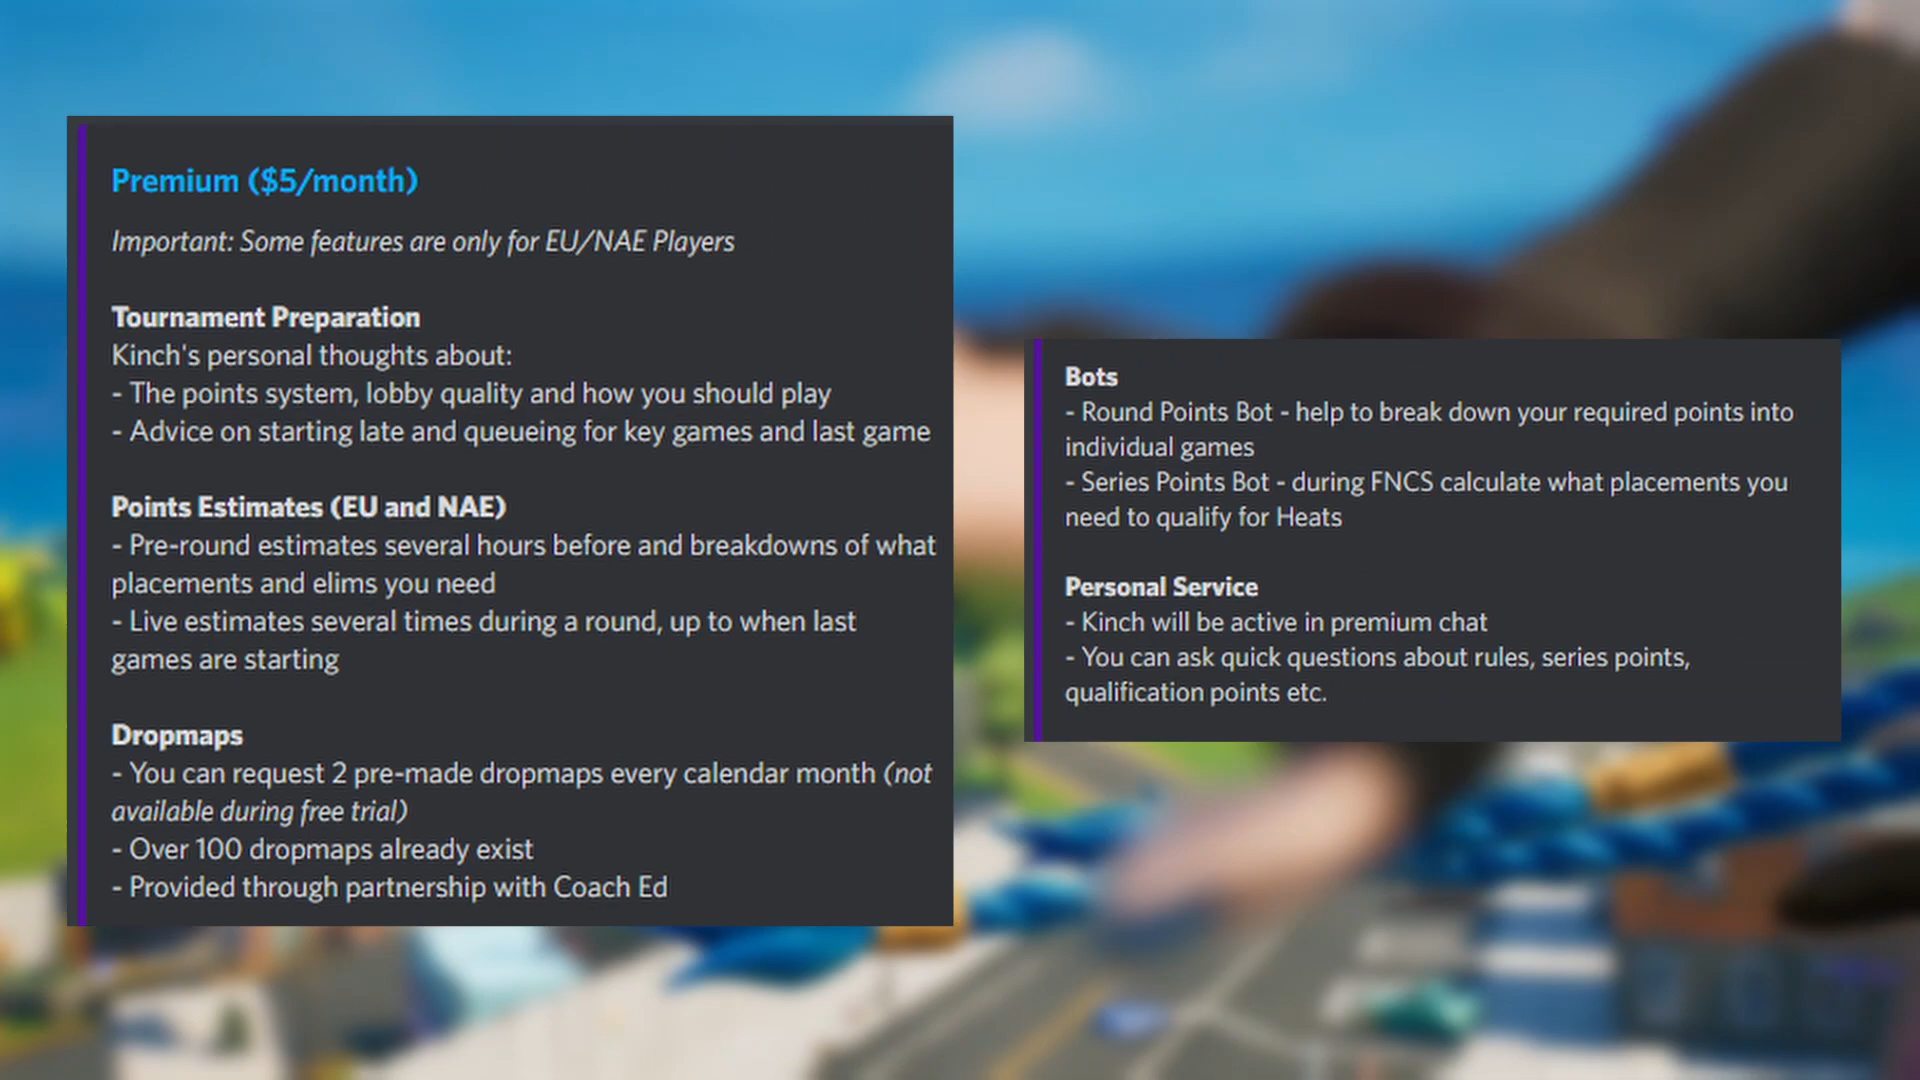 Premium ($5/month)
Important: Some features are only for EU/NAE Players
Tournament Preparation
Kinch's personal thoughts about:
- The points system, lobby quality and how you should play
- Advice on starting late and queueing for key games and last game
Points Estimates (EU and NAE)
- Pre-round estimates several hours before and breakdowns of what
placements and elims you need
- Live estimates several times during a round, up to when last
games are starting
Dropmaps
- You can request 2 pre-made dropmaps every calendar month (not
available during free trial)
- Over 100 dropmaps already exist
- Provided through partnership with Coach Ed
Bots
- Round Points Bot - help to break down your required points into
individual games
- Series Points Bot - during FNCS calculate what placements you
need to qualify for Heats
Personal Service
- Kinch will be active in premium chat
- You can ask quick questions about rules, series points,
qualification points etc.